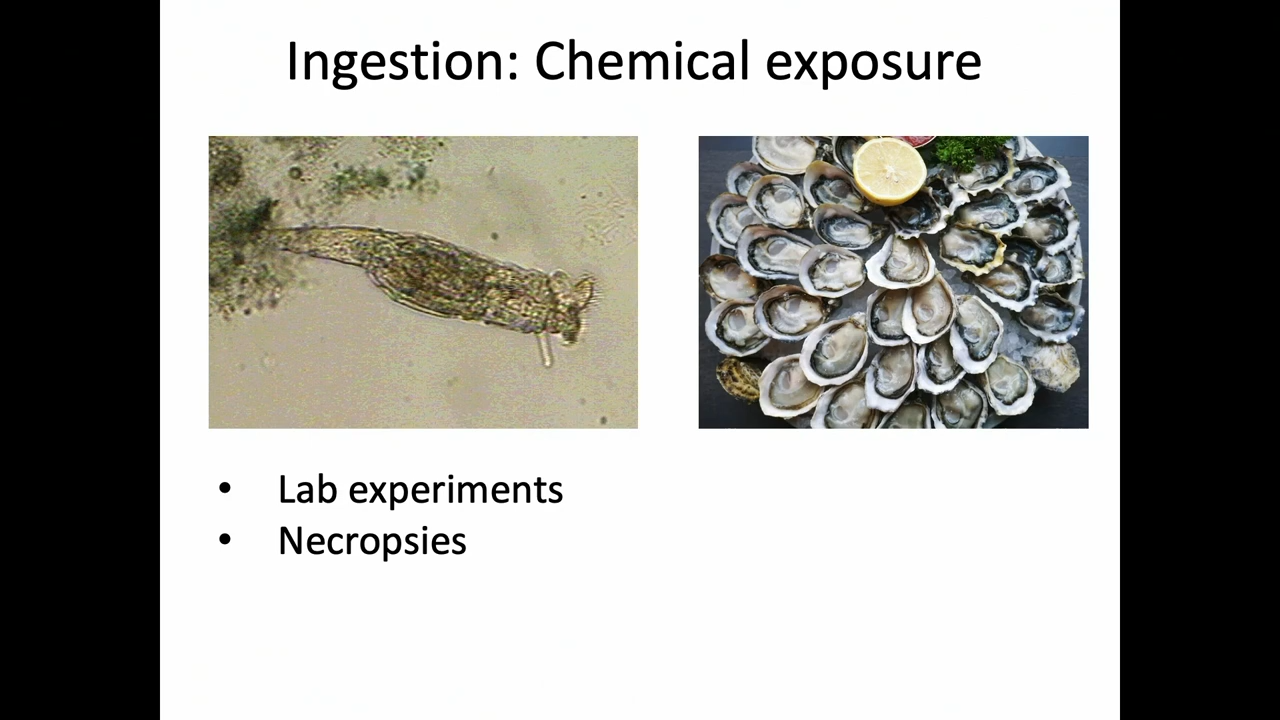 Ingestion: Chemical exposure
• Lab experiments
• Necropsies